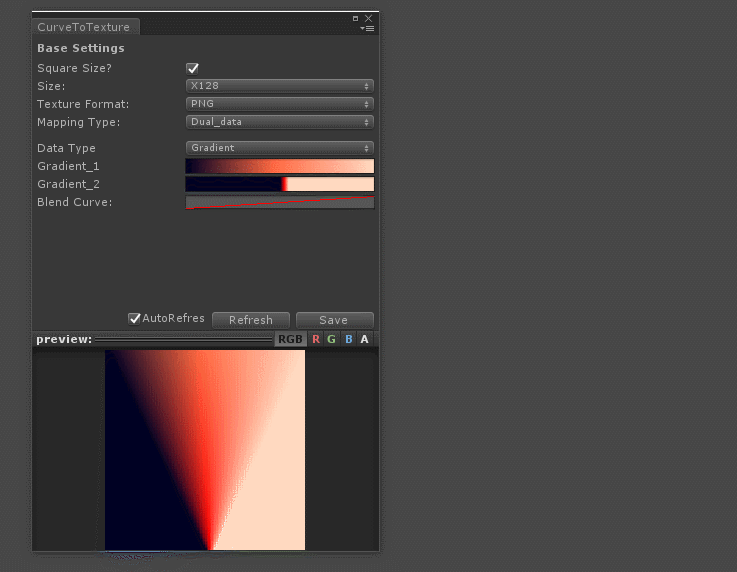 CurveToTexture
Base Settings
Square Size?
Size: X128
Texture Format: PNG
Mapping Type: Dual_data
Data Type Gradient
Gradient_1
Gradient_2
Blend Curve:
AutoRefres Refresh Save
preview: RGB R G B A